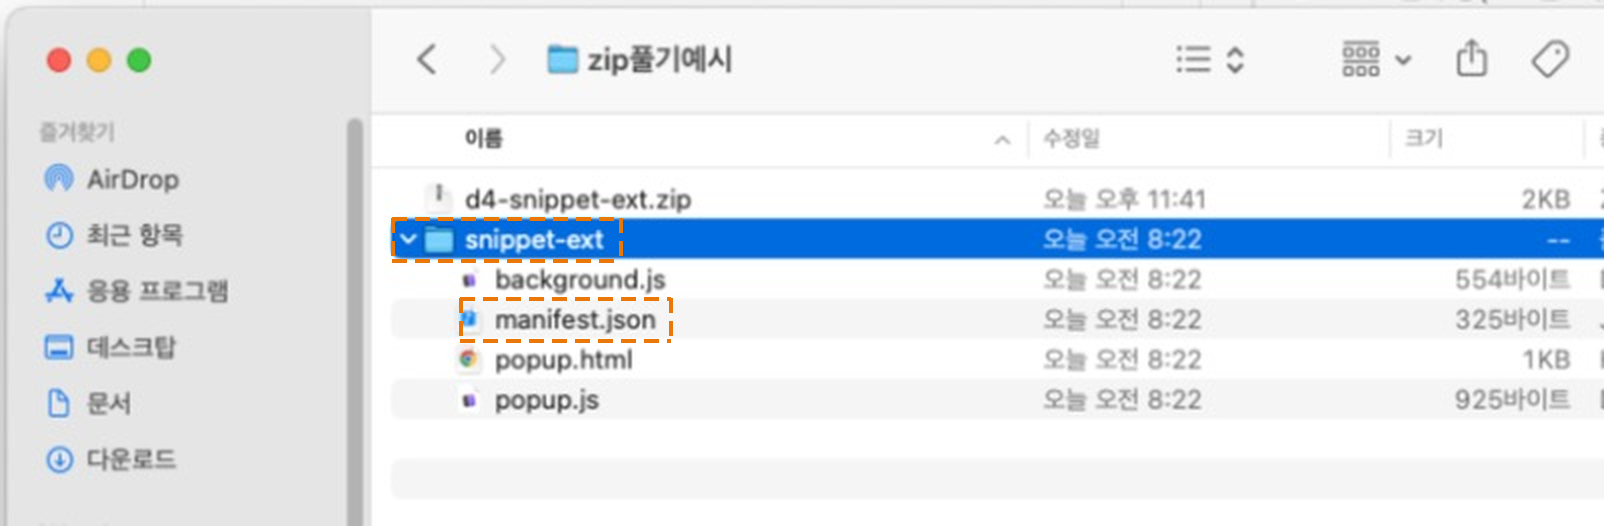 zip풀기예시
즐겨찾기
AirDrop
최근 항목
응용 프로그램
데스크탑
문서
다운로드
이름 수정일 크기
d4-snippet-ext.zip 오늘 오후 11:41 2KB
snippet-ext 오늘 오전 8:22 --
background.js 오늘 오전 8:22 554바이트
manifest.json 오늘 오전 8:22 325바이트
popup.html 오늘 오전 8:22 1KB
popup.js 오늘 오전 8:22 925바이트